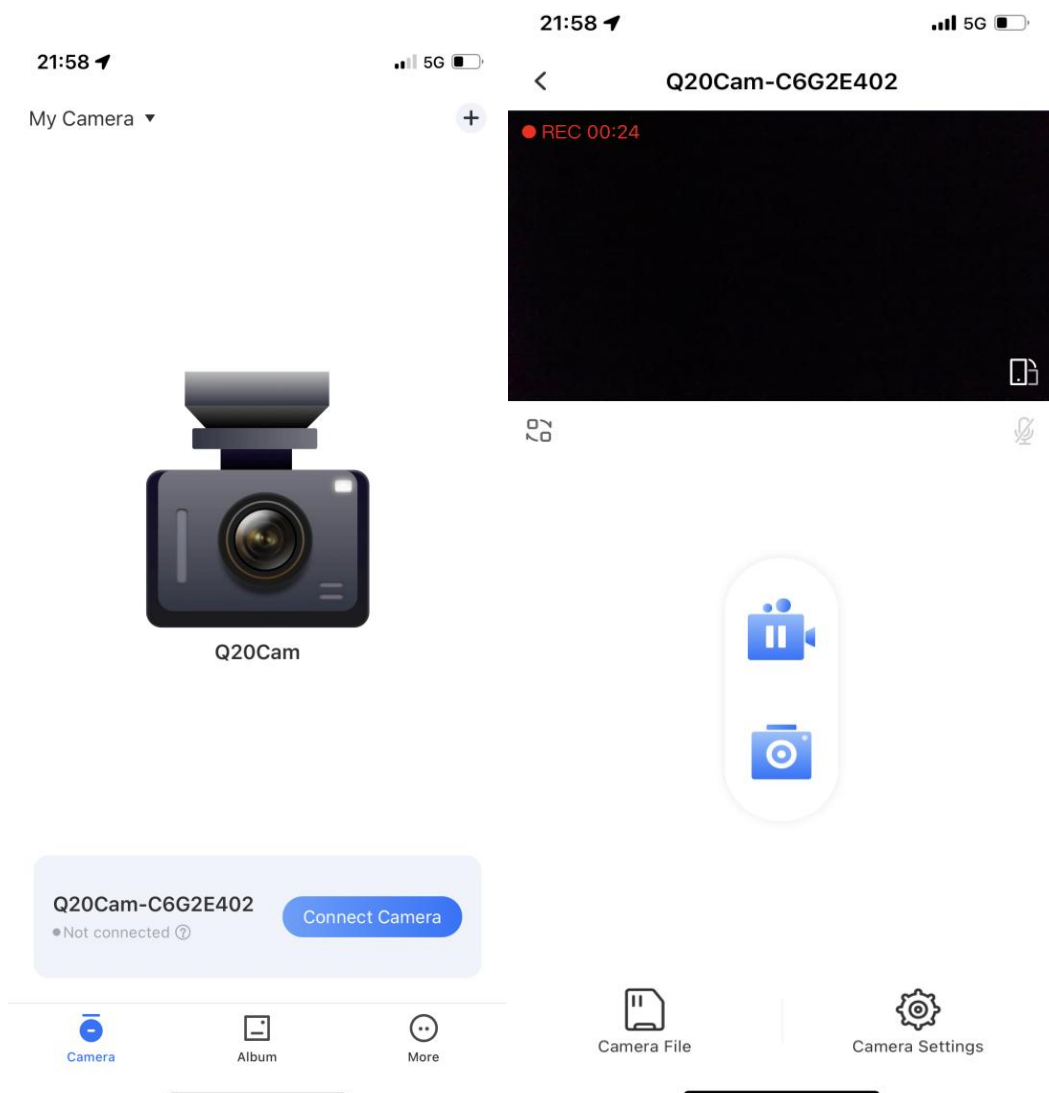 21:58
5G
My Camera
Q20Cam
Q20Cam-C6G2E402
Not connected
Connect Camera
Camera
Album
More
21:58
5G
Q20Cam-C6G2E402
REC 00:24
Camera File
Camera Settings